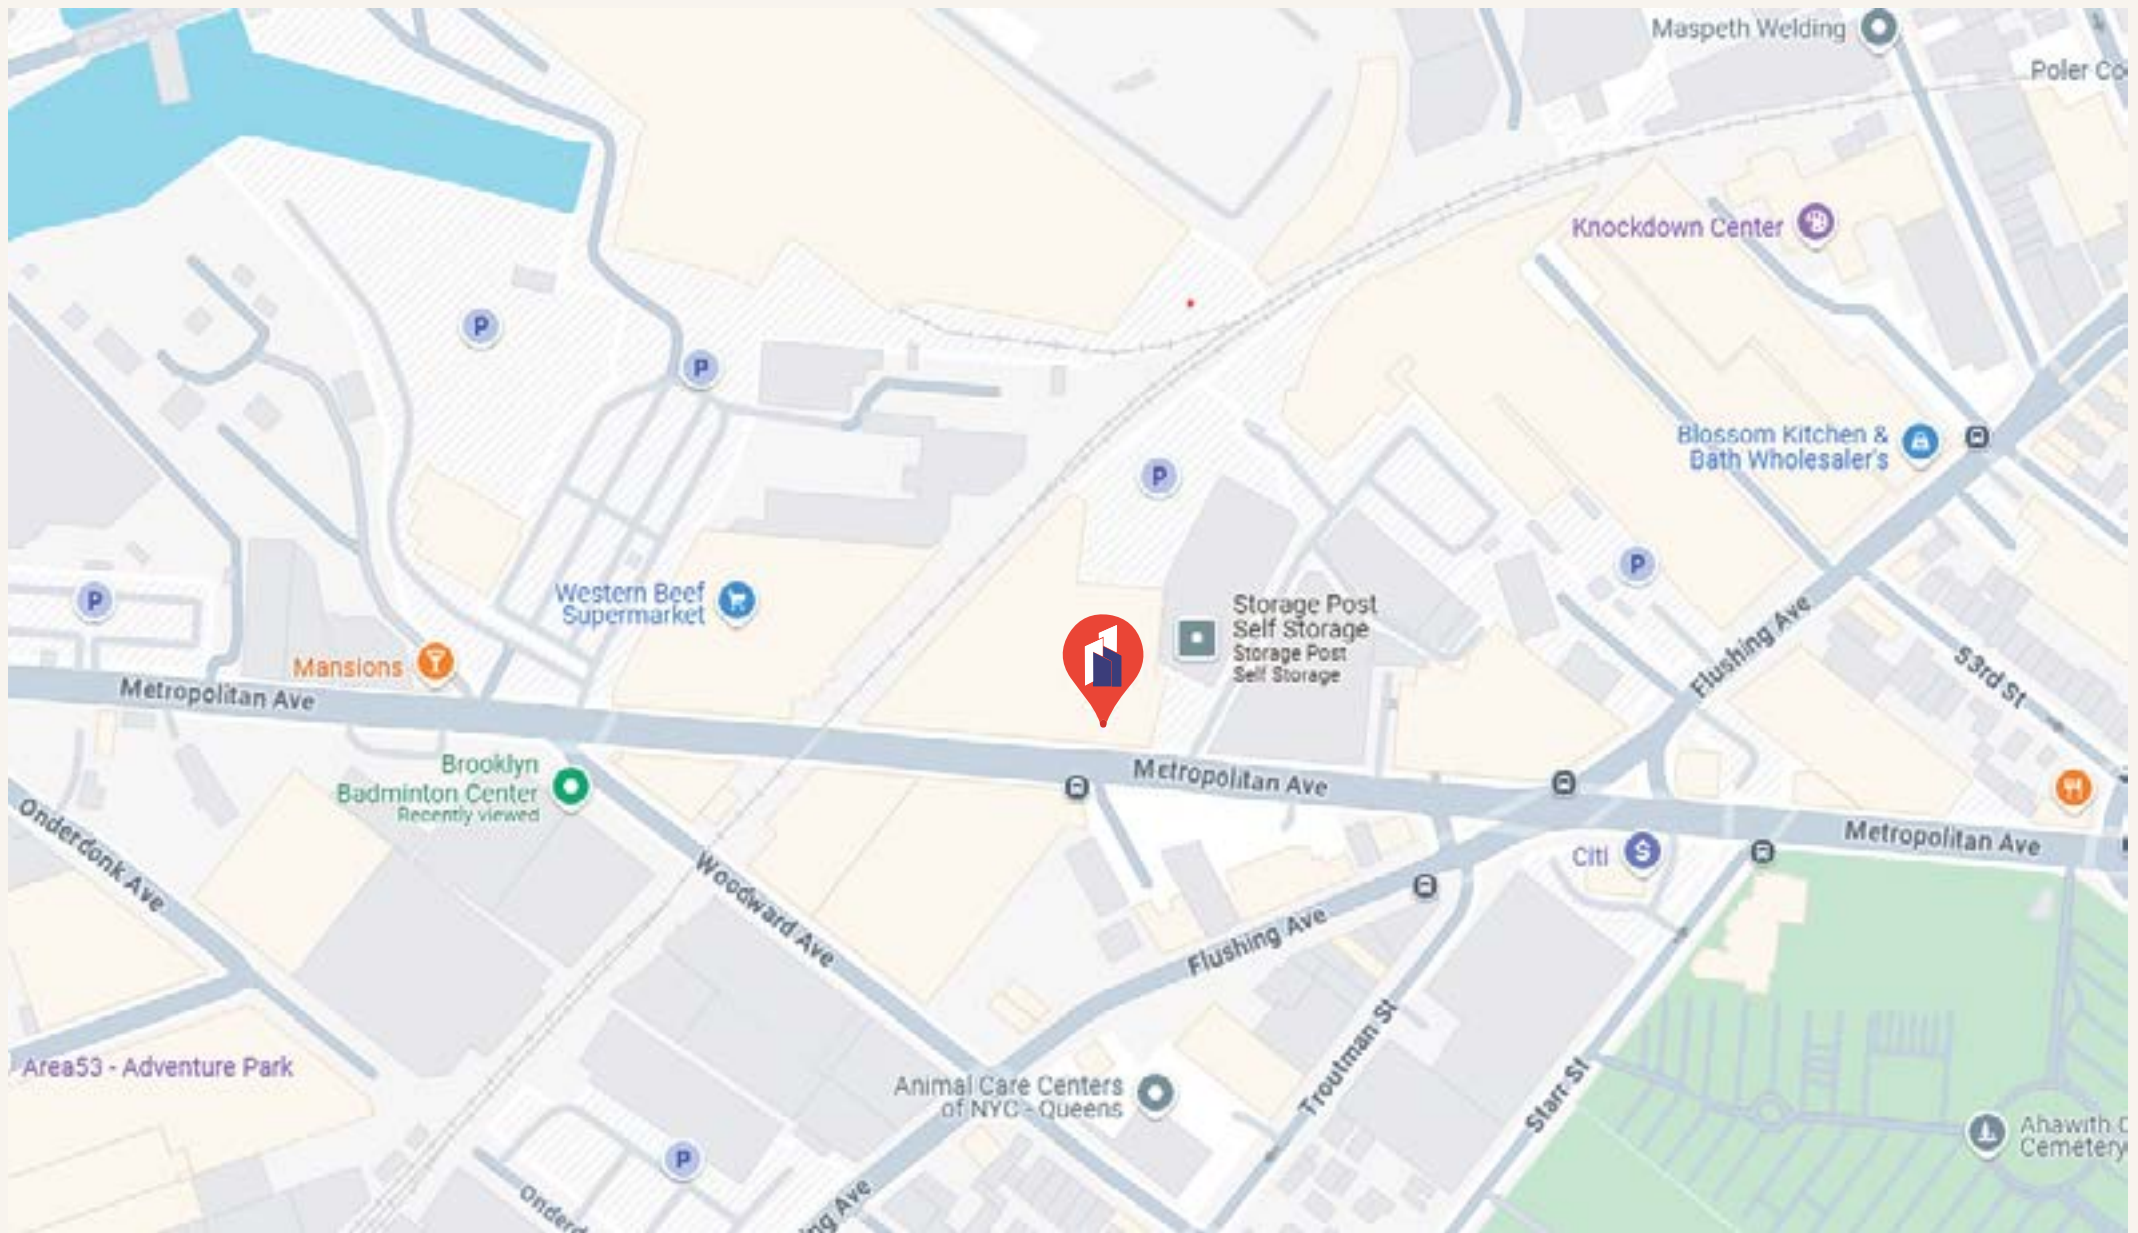 Maspeth Welding
Poler Co
Knockdown Center
P
P
Blossom Kitchen &
Bath Wholesaler's
P
P
P
Western Beef
Supermarket
Storage Post
Self Storage
Storage Post
Self Storage
Flushing Ave
53rd St
Mansions
Metropolitan Ave
Brooklyn
Badminton Center
Recently viewed
Metropolitan Ave
Metropolitan Ave
Citi
Onderdonk Ave
Woodward Ave
Flushing Ave
Area53 - Adventure Park
Animal Care Centers
of NYC - Queens
Troutman St
Starr St
Ahawith C
Cemetery
P
Onderd
ng Ave